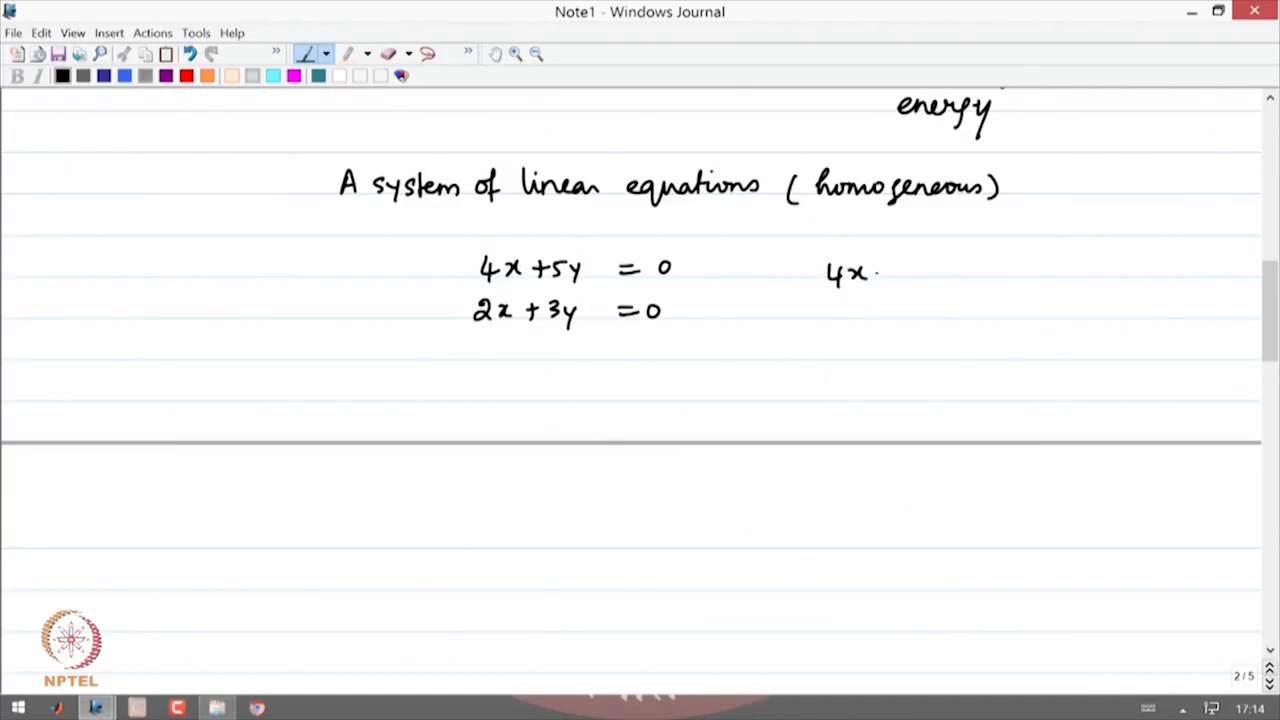 Note1 - Windows Journal
File Edit View Insert Actions Tools Help
energy
A system of linear equations (homogeneous)
4x + 5y = 0 4x
2x + 3y = 0
NPTEL
2 / 5
17:14